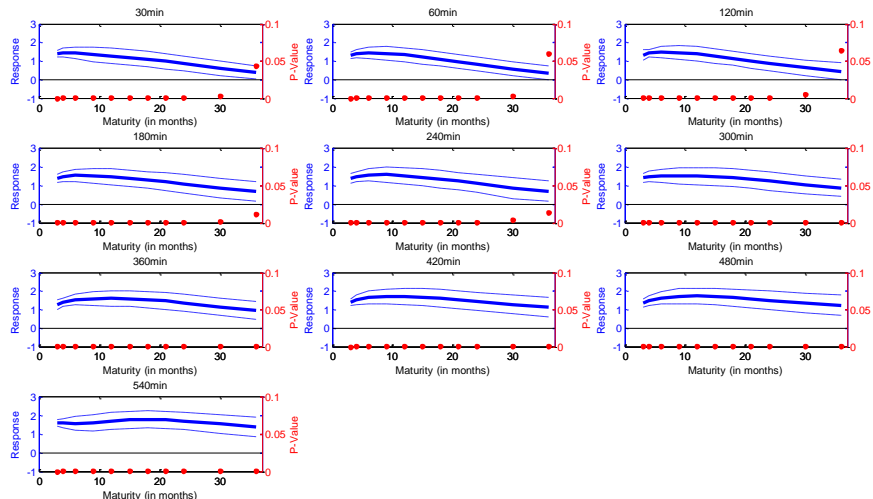 30min
Response
3
2
1
0
-1
0 10 20 30
Maturity (in months)
0.1
0.05
0
P-Value
60min
Response
3
2
1
0
-1
0 10 20 30
Maturity (in months)
0.1
0.05
0
P-Value
120min
Response
3
2
1
0
-1
0 10 20 30
Maturity (in months)
0.1
0.05
0
P-Value
180min
Response
3
2
1
0
-1
0 10 20 30
Maturity (in months)
0.1
0.05
0
P-Value
240min
Response
3
2
1
0
-1
0 10 20 30
Maturity (in months)
0.1
0.05
0
P-Value
300min
Response
3
2
1
0
-1
0 10 20 30
Maturity (in months)
0.1
0.05
0
P-Value
360min
Response
3
2
1
0
-1
0 10 20 30
Maturity (in months)
0.1
0.05
0
P-Value
420min
Response
3
2
1
0
-1
0 10 20 30
Maturity (in months)
0.1
0.05
0
P-Value
480min
Response
3
2
1
0
-1
0 10 20 30
Maturity (in months)
0.1
0.05
0
P-Value
540min
Response
3
2
1
0
-1
0 10 20 30
Maturity (in months)
0.1
0.05
0
P-Value